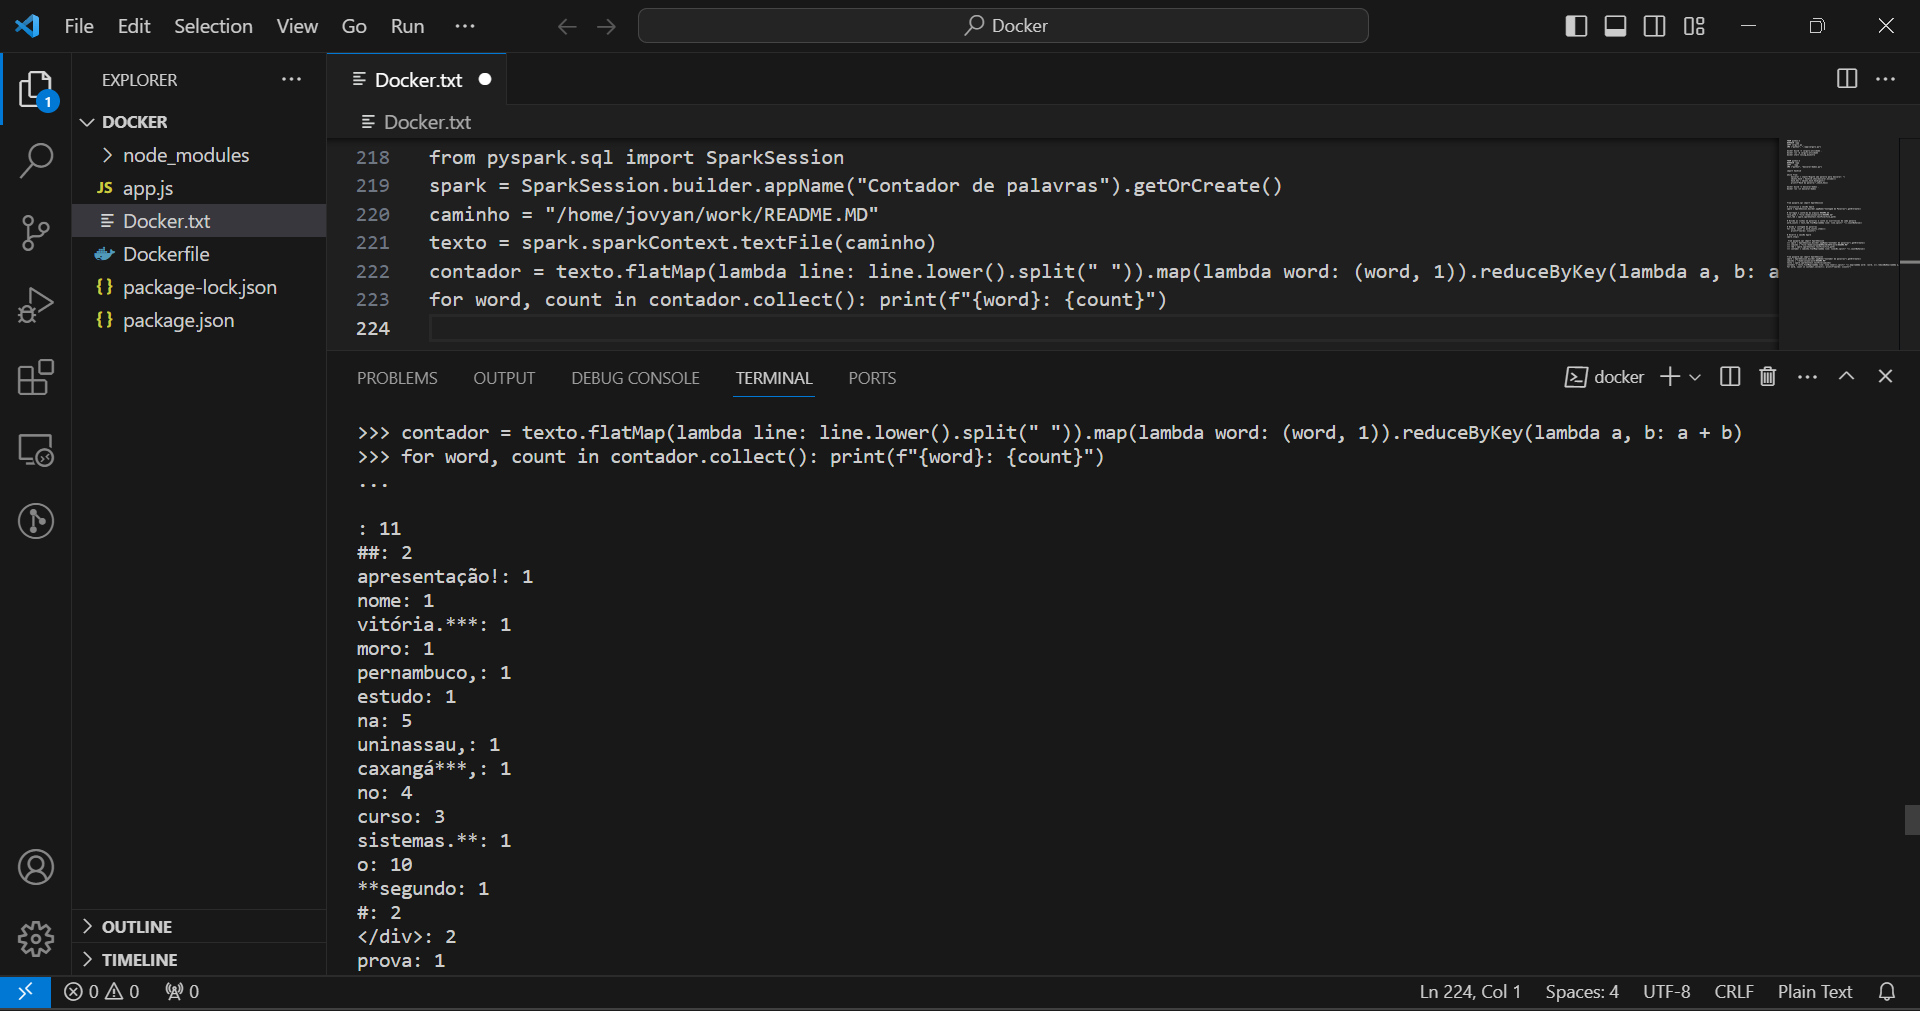 File Edit Selection View Go Run ··· Docker
EXPLORER ···
Docker.txt
DOCKER
node_modules
JS app.js
Docker.txt
Dockerfile
{} package-lock.json
{} package.json
OUTLINE
TIMELINE
1
Docker.txt
218 from pyspark.sql import SparkSession
219 spark = SparkSession.builder.appName("Contador de palavras").getOrCreate()
220 caminho = "/home/jovyan/work/README.MD"
221 texto = spark.sparkContext.textFile(caminho)
222 contador = texto.flatMap(lambda line: line.lower().split(" ")).map(lambda word: (word, 1)).reduceByKey(lambda a, b: a
223 for word, count in contador.collect(): print(f"{word}: {count}")
224
PROBLEMS OUTPUT DEBUG CONSOLE TERMINAL PORTS docker
>>> contador = texto.flatMap(lambda line: line.lower().split(" ")).map(lambda word: (word, 1)).reduceByKey(lambda a, b: a + b)
>>> for word, count in contador.collect(): print(f"{word}: {count}")
...
: 11
##: 2
apresentação!: 1
nome: 1
vitória.***: 1
moro: 1
pernambuco,: 1
estudo: 1
na: 5
uninassau,: 1
caxangá***,: 1
no: 4
curso: 3
sistemas.**: 1
o: 10
**segundo: 1
#: 2
</div>: 2
prova: 1
0 0 0 Ln 224, Col 1 Spaces: 4 UTF-8 CRLF Plain Text